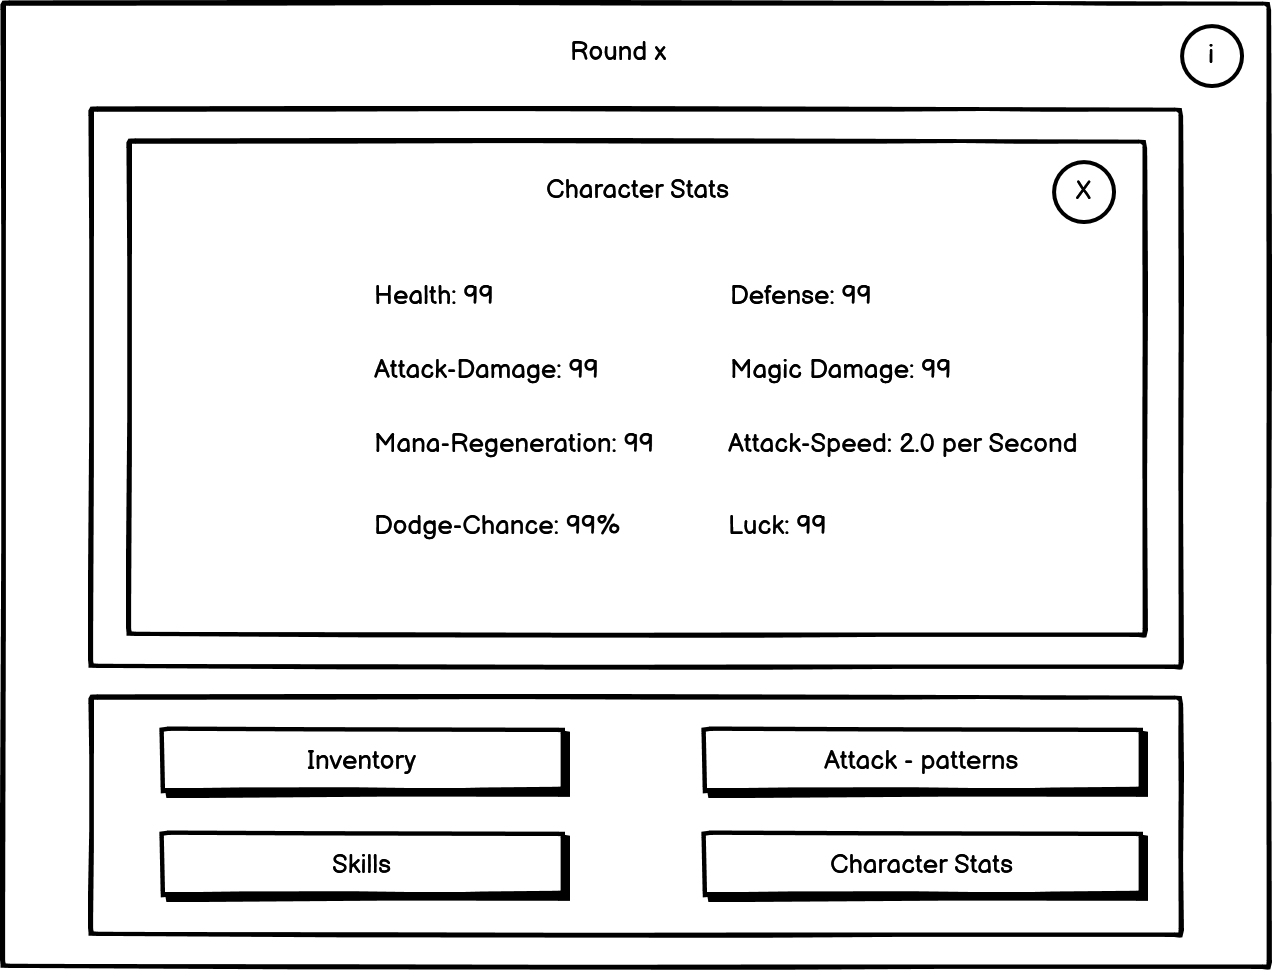 Round x
i
Character Stats
X
Health: 99
Defense: 99
Attack-Damage: 99
Magic Damage: 99
Mana-Regeneration: 99
Attack-Speed: 2.0 per Second
Dodge-Chance: 99%
Luck: 99
Inventory
Attack - patterns
Skills
Character Stats